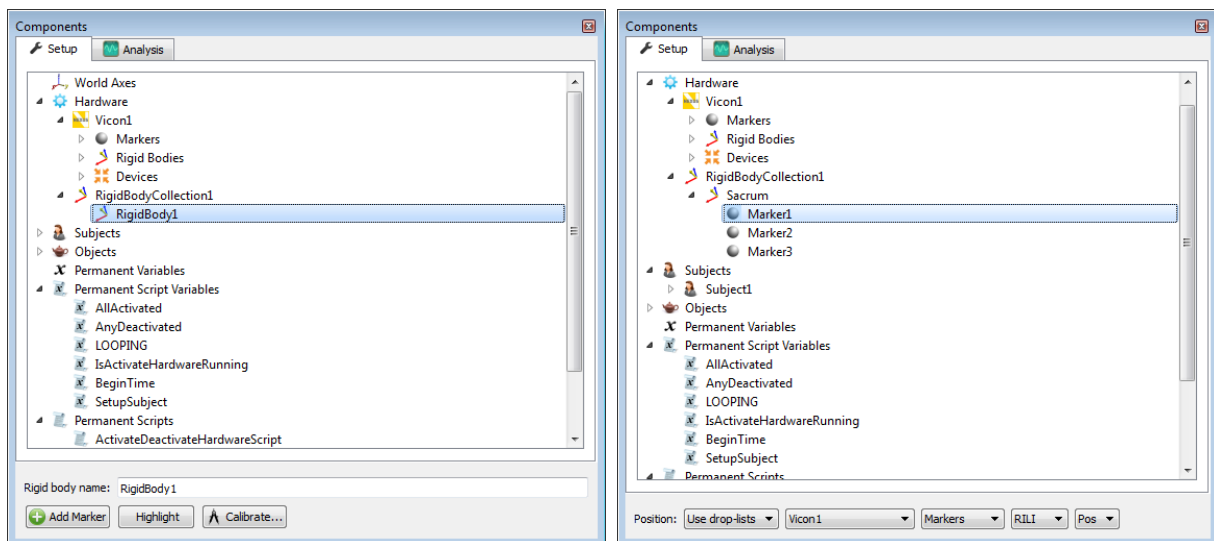 Components
Setup
Analysis
World Axes
Hardware
Vicon1
Markers
Rigid Bodies
Devices
RigidBodyCollection1
RigidBody1
Subjects
Objects
Permanent Variables
Permanent Script Variables
AllActivated
AnyDeactivated
LOOPING
IsActivateHardwareRunning
BeginTime
SetupSubject
Permanent Scripts
ActivateDeactivateHardwareScript
Rigid body name: RigidBody1
Add Marker Highlight Calibrate...
Components
Setup
Analysis
Hardware
Vicon1
Markers
Rigid Bodies
Devices
RigidBodyCollection1
Sacrum
Marker1
Marker2
Marker3
Subjects
Subject1
Objects
Permanent Variables
Permanent Script Variables
AllActivated
AnyDeactivated
LOOPING
IsActivateHardwareRunning
BeginTime
SetupSubject
Permanent Scripts
Position: Use drop-lists Vicon1 Markers RILI Pos